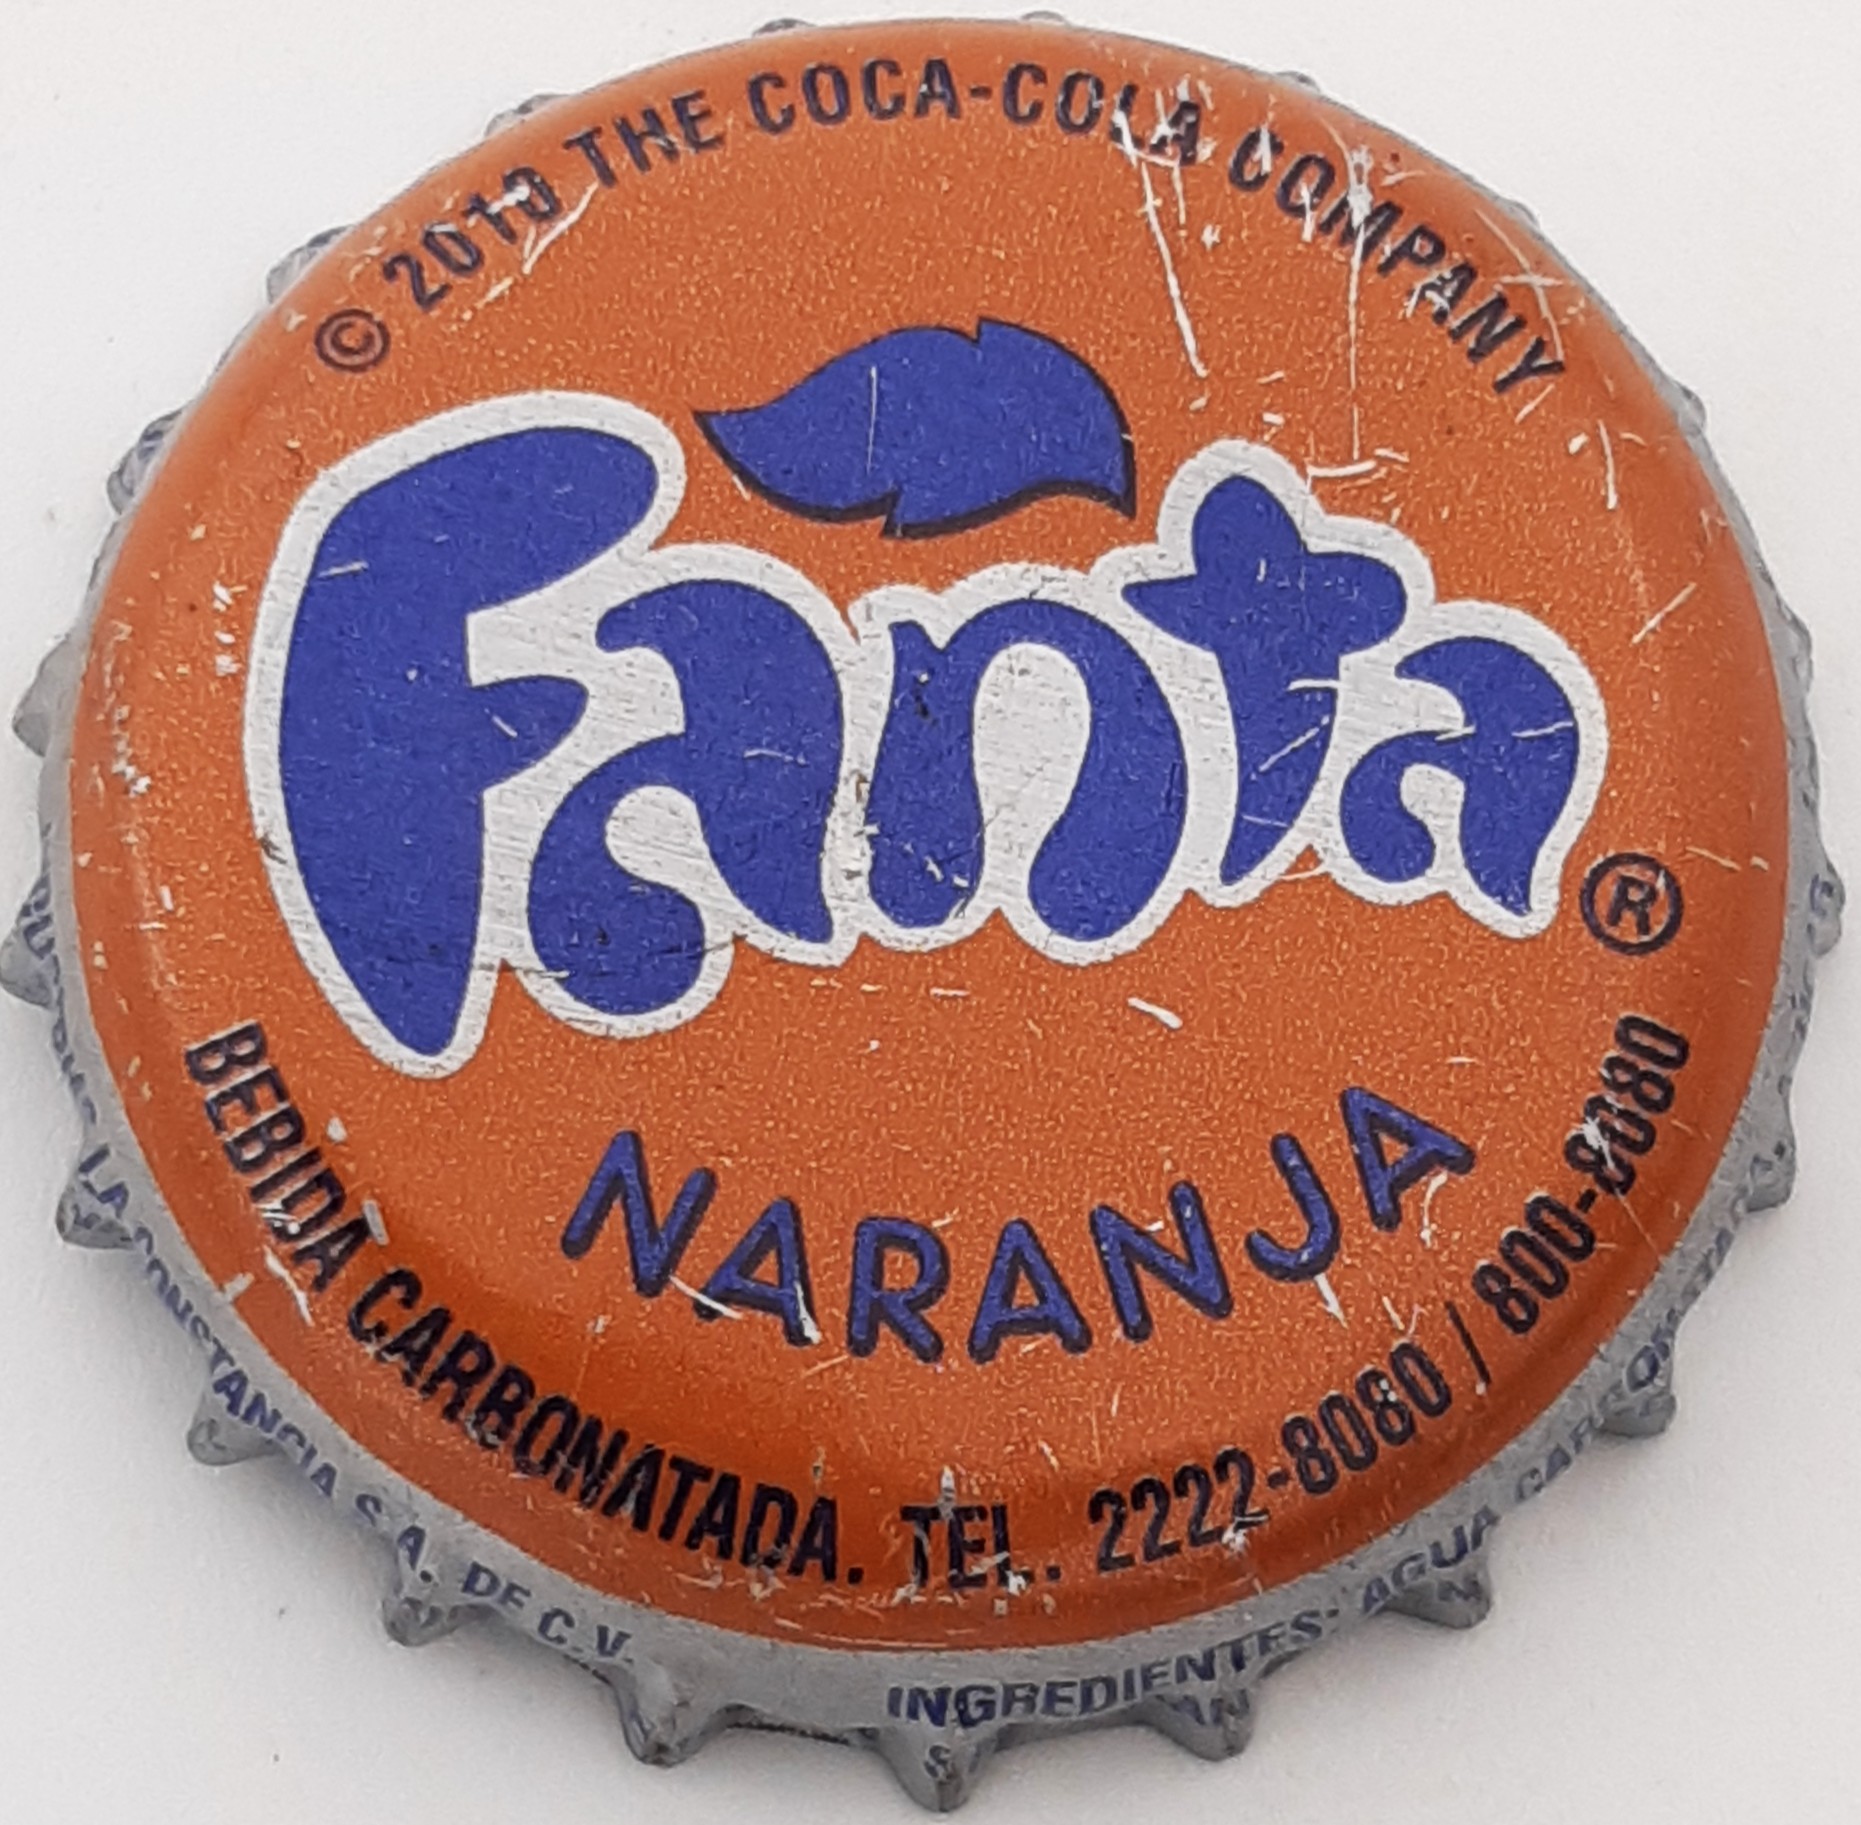 © 2010 THE COCA-COLA COMPANY
Fanta ®
NARANJA
BEBIDA CARBONATADA. TEL. 2222-8080 / 800-8080
LA CONSTANCIA S.A. DE C.V.
INGREDIENTES: AGUA